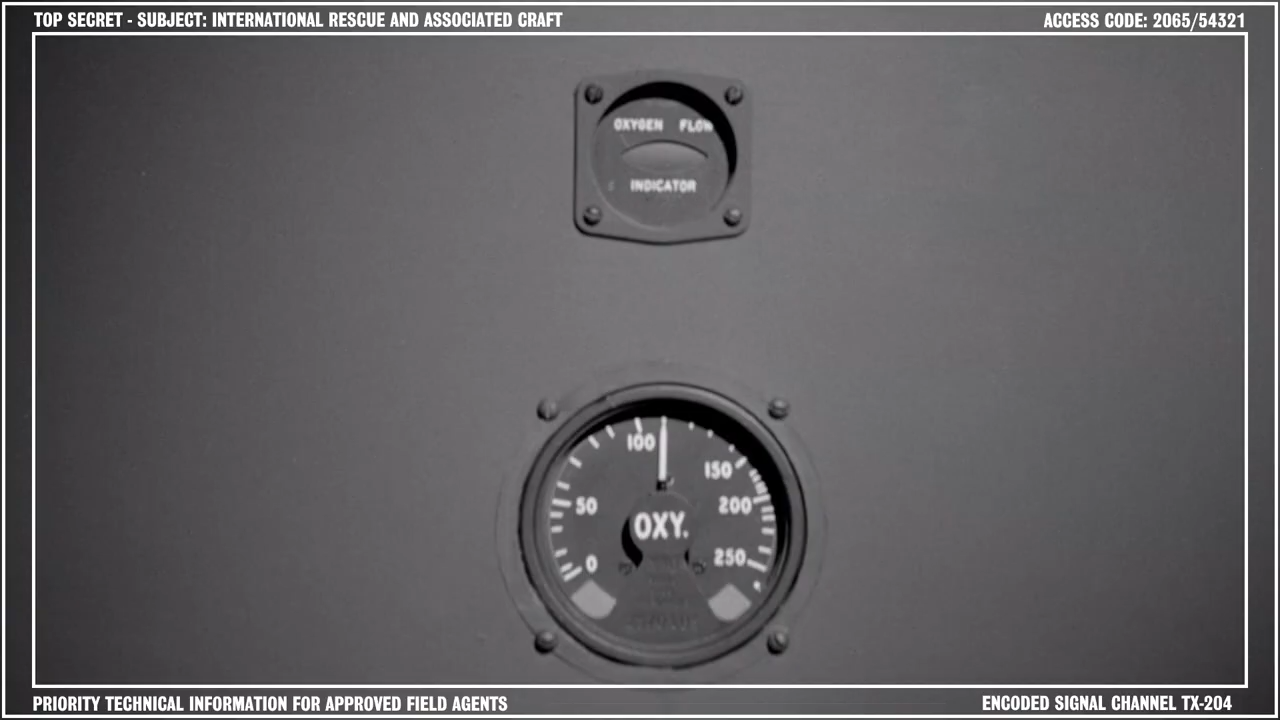 TOP SECRET - SUBJECT: INTERNATIONAL RESCUE AND ASSOCIATED CRAFT
ACCESS CODE: 2065/54321
OXYGEN FLOW
INDICATOR
100
150
50
200
OXY.
0
250
PRIORITY TECHNICAL INFORMATION FOR APPROVED FIELD AGENTS
ENCODED SIGNAL CHANNEL TX-204